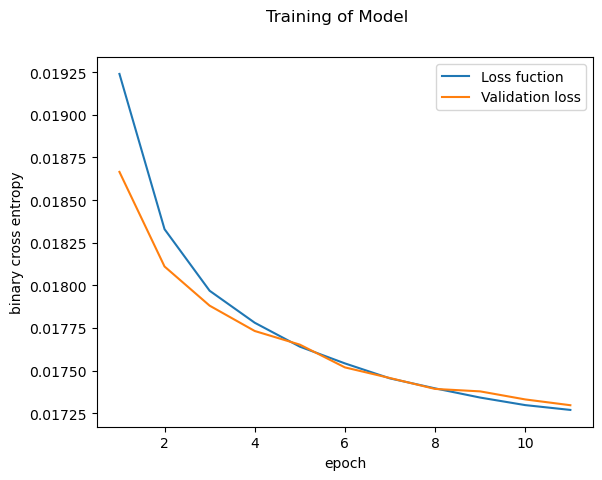 Training of Model
Loss fuction
Validation loss
binary cross entropy
0.01925
0.01900
0.01875
0.01850
0.01825
0.01800
0.01775
0.01750
0.01725
2 4 6 8 10
epoch